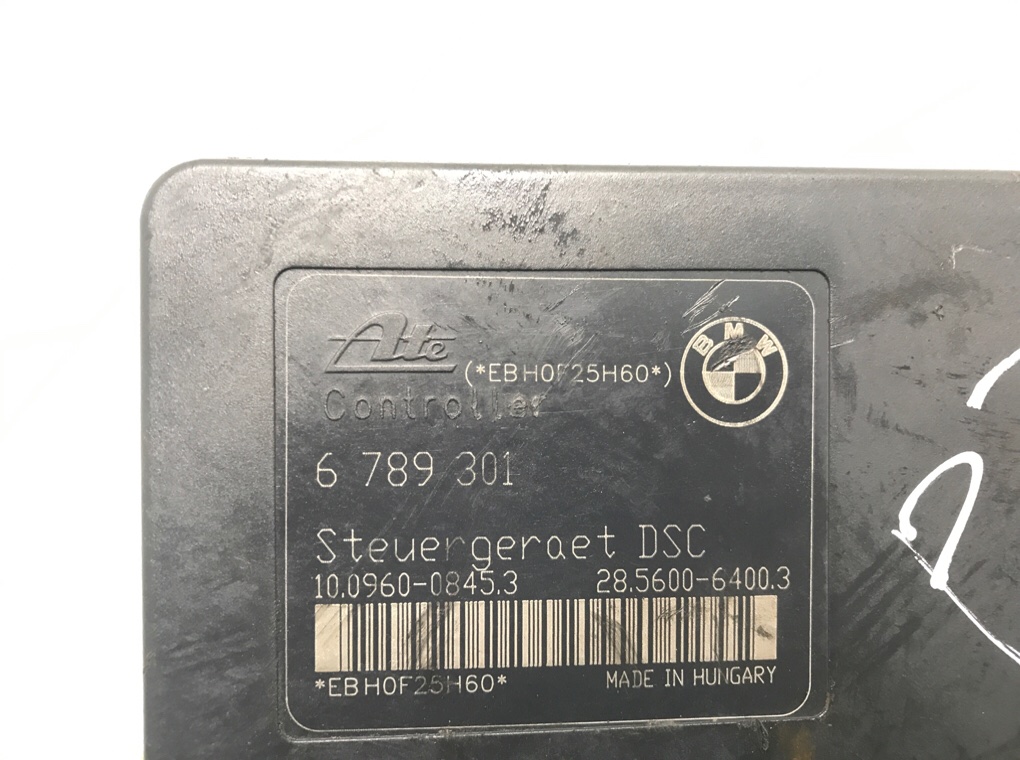 Ate
(*EBH0F25H60*)
BMW
Controller
6 789 301
Steuergeraet DSC
10.0960-0845.3 28.5600-6400.3
*EBH0F25H60* MADE IN HUNGARY